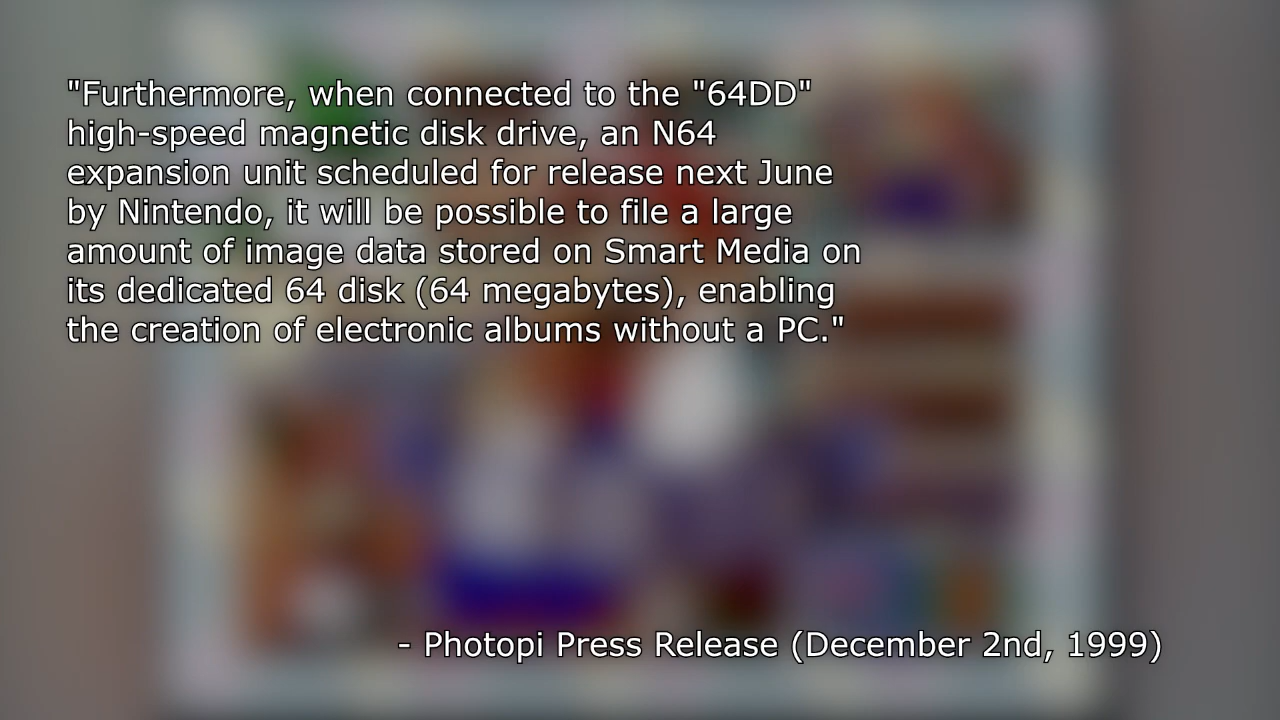 "Furthermore, when connected to the "64DD"
high-speed magnetic disk drive, an N64
expansion unit scheduled for release next June
by Nintendo, it will be possible to file a large
amount of image data stored on Smart Media on
its dedicated 64 disk (64 megabytes), enabling
the creation of electronic albums without a PC."
- Photopi Press Release (December 2nd, 1999)